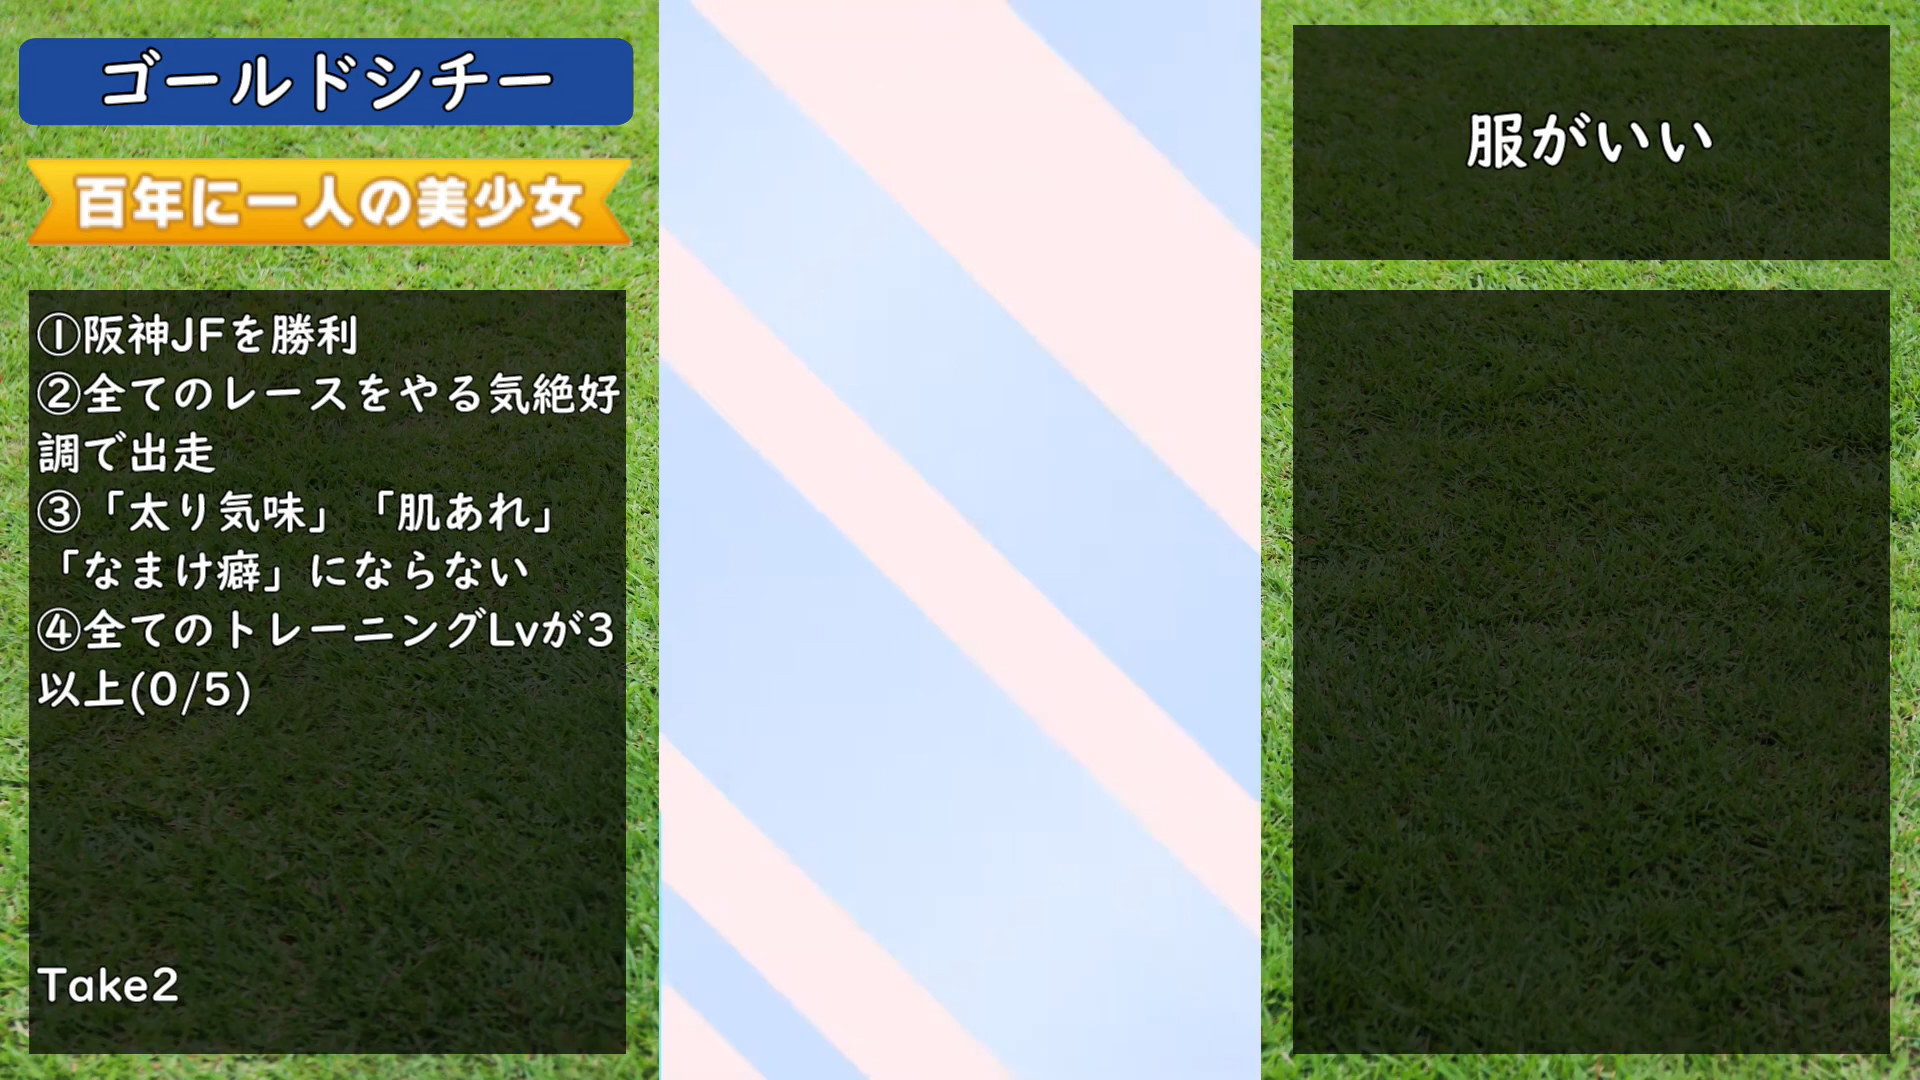 ゴールドシチー
百年に一人の美少女
①阪神JFを勝利
②全てのレースをやる気絶好
調で出走
③「太り気味」「肌あれ」
「なまけ癖」にならない
④全てのトレーニングLvが3
以上(0/5)
Take2
服がいい